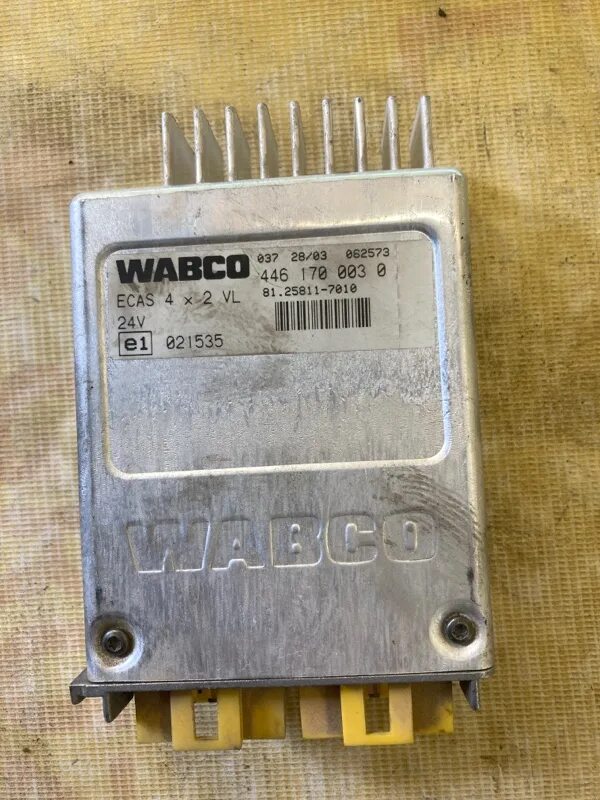 037 28/03 062573
WABCO 446 170 003 0
ECAS 4 × 2 VL 81.25811-7010
24V
e1 021535
WABCO